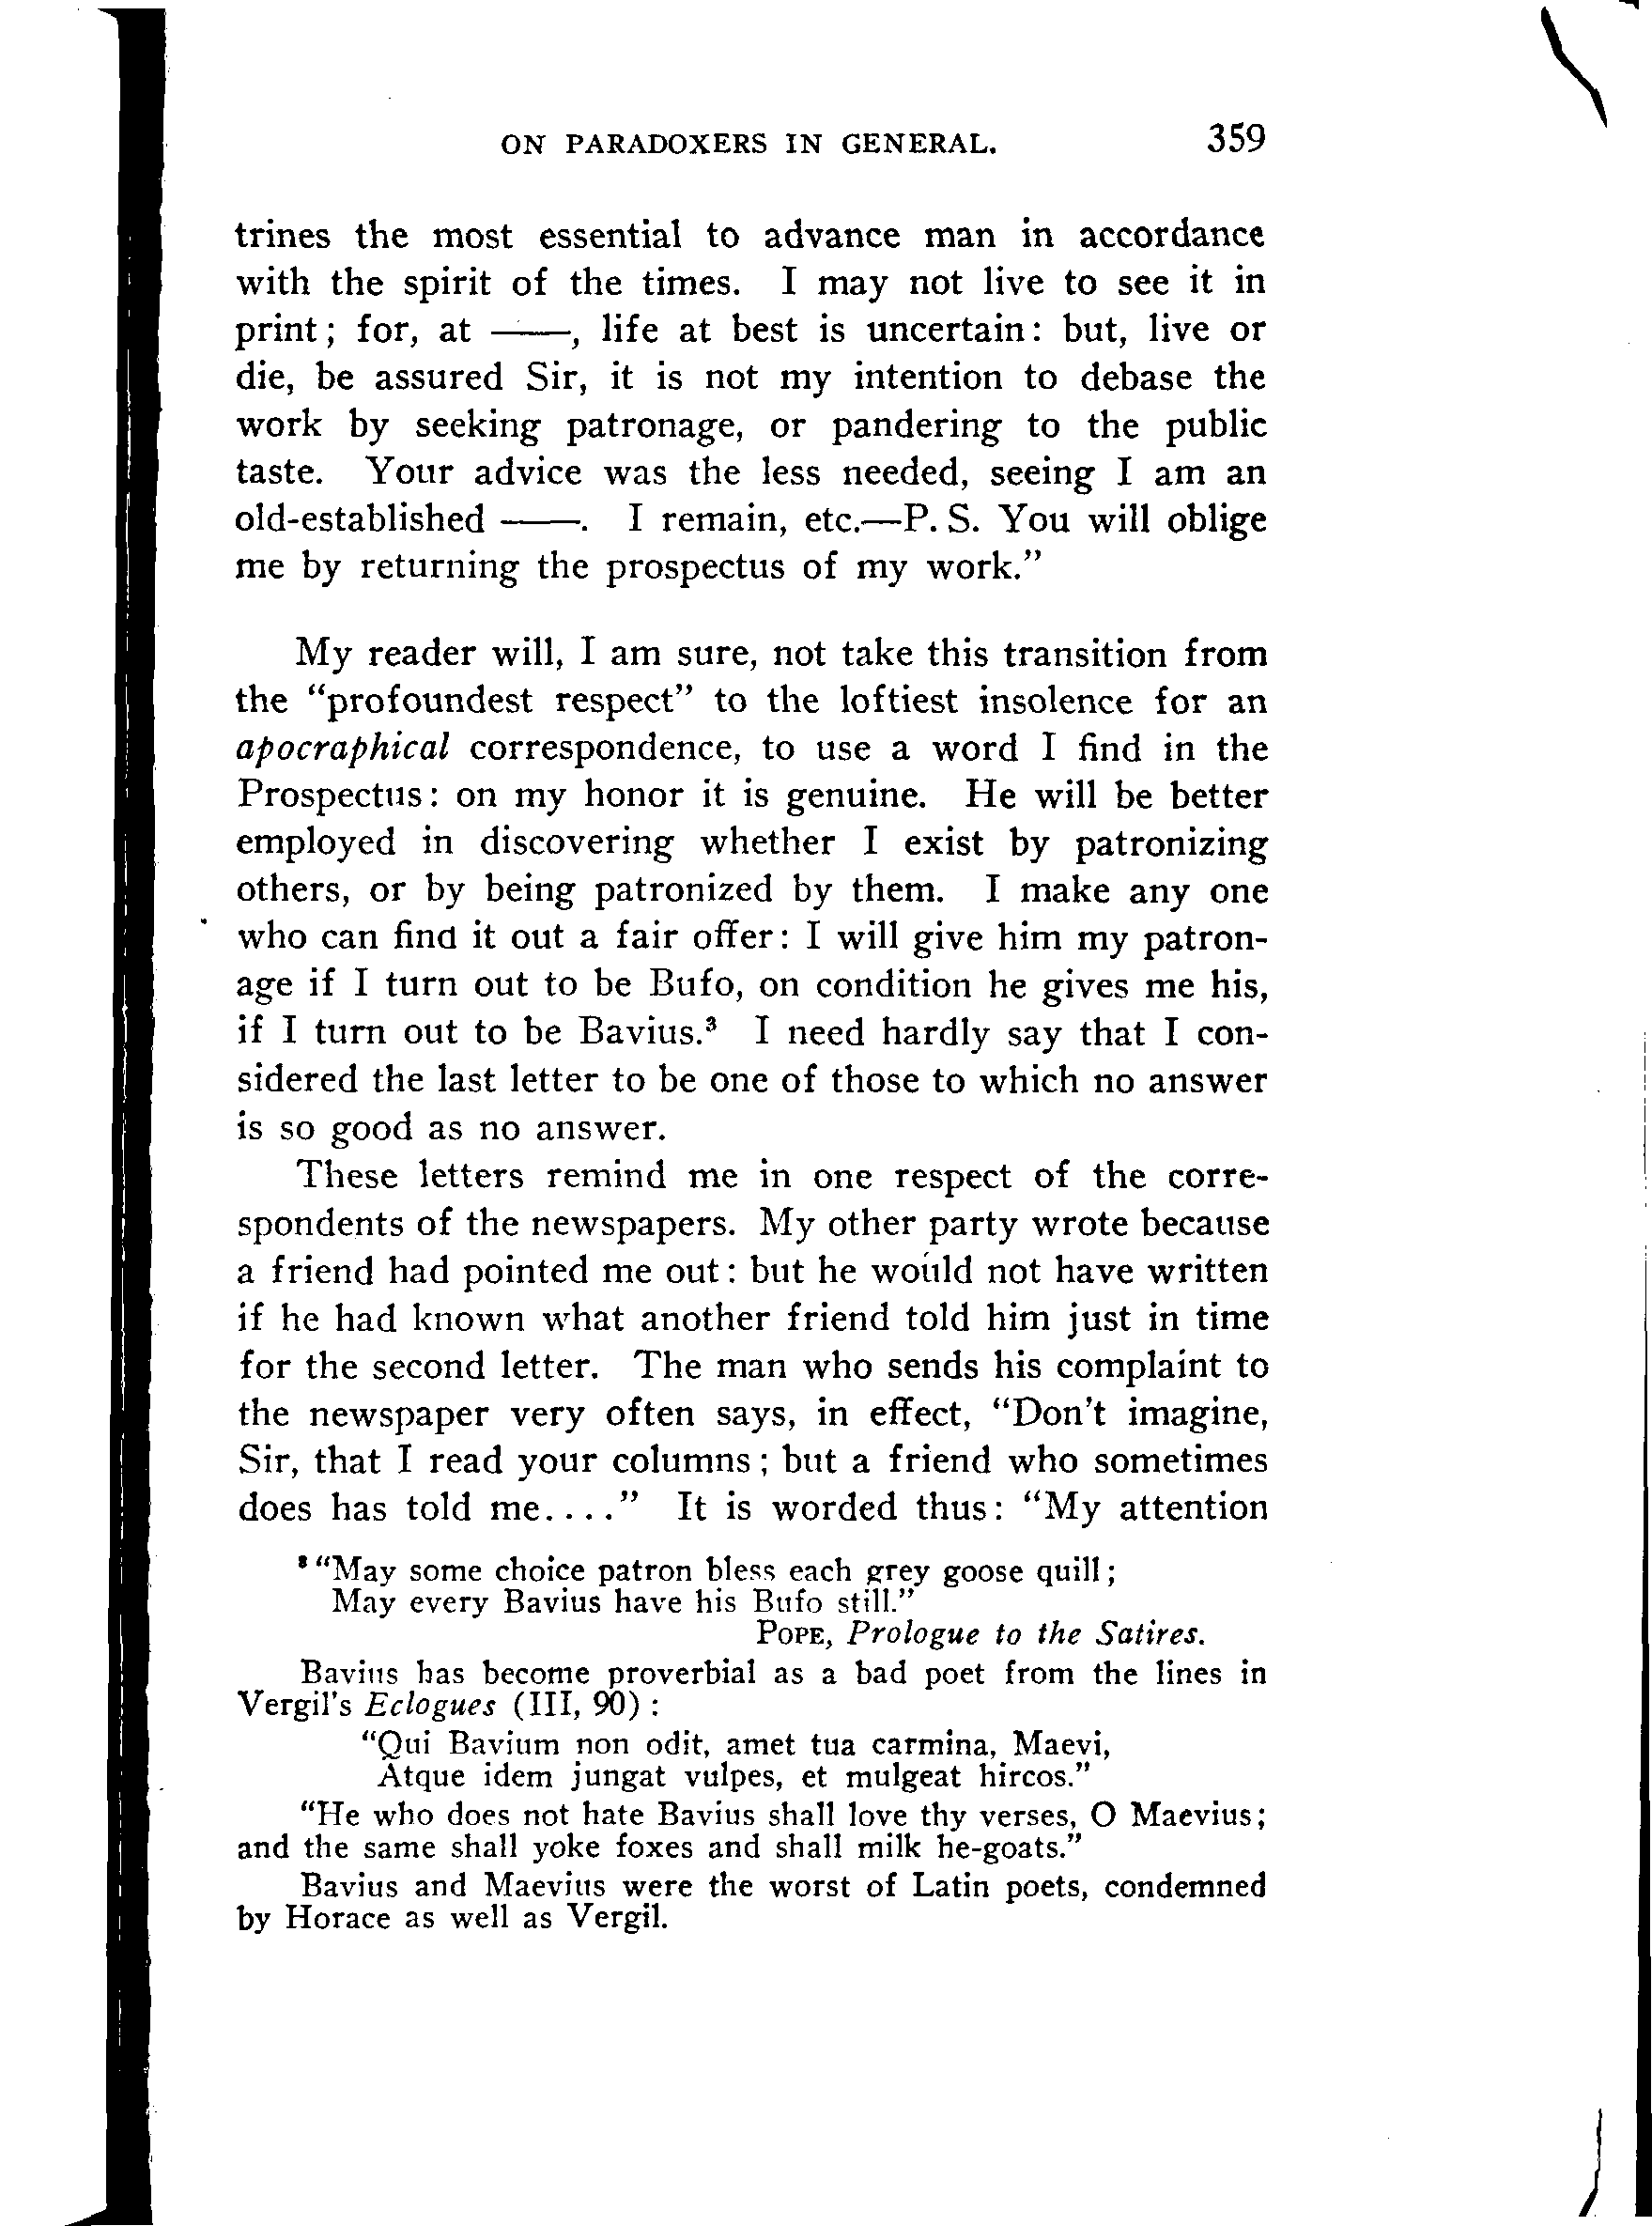 ON PARADOXERS IN GENERAL. 359
trines the most essential to advance man in accordance
with the spirit of the times. I may not live to see it in
print; for, at ——, life at best is uncertain: but, live or
die, be assured Sir, it is not my intention to debase the
work by seeking patronage, or pandering to the public
taste. Your advice was the less needed, seeing I am an
old-established ——. I remain, etc.—P. S. You will oblige
me by returning the prospectus of my work.”
My reader will, I am sure, not take this transition from
the “profoundest respect” to the loftiest insolence for an
apocraphical correspondence, to use a word I find in the
Prospectus: on my honor it is genuine. He will be better
employed in discovering whether I exist by patronizing
others, or by being patronized by them. I make any one
who can find it out a fair offer: I will give him my patron-
age if I turn out to be Bufo, on condition he gives me his,
if I turn out to be Bavius.³ I need hardly say that I con-
sidered the last letter to be one of those to which no answer
is so good as no answer.
These letters remind me in one respect of the corre-
spondents of the newspapers. My other party wrote because
a friend had pointed me out: but he would not have written
if he had known what another friend told him just in time
for the second letter. The man who sends his complaint to
the newspaper very often says, in effect, “Don't imagine,
Sir, that I read your columns; but a friend who sometimes
does has told me....” It is worded thus: “My attention
³ “May some choice patron bless each grey goose quill;
May every Bavius have his Bufo still.”
POPE, Prologue to the Satires.
Bavius has become proverbial as a bad poet from the lines in
Vergil's Eclogues (III, 90):
“Qui Bavium non odit, amet tua carmina, Maevi,
Atque idem jungat vulpes, et mulgeat hircos.”
“He who does not hate Bavius shall love thy verses, O Maevius;
and the same shall yoke foxes and shall milk he-goats.”
Bavius and Maevius were the worst of Latin poets, condemned
by Horace as well as Vergil.